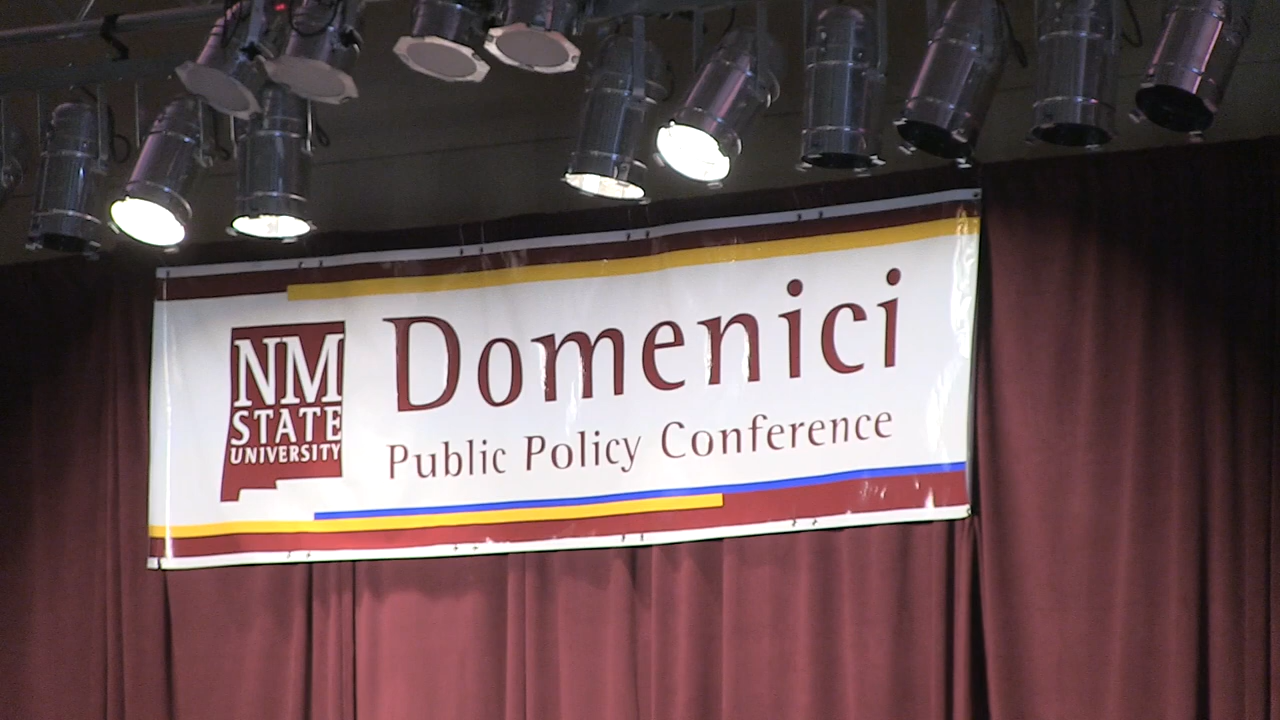 NM
STATE
UNIVERSITY
Domenici
Public Policy Conference